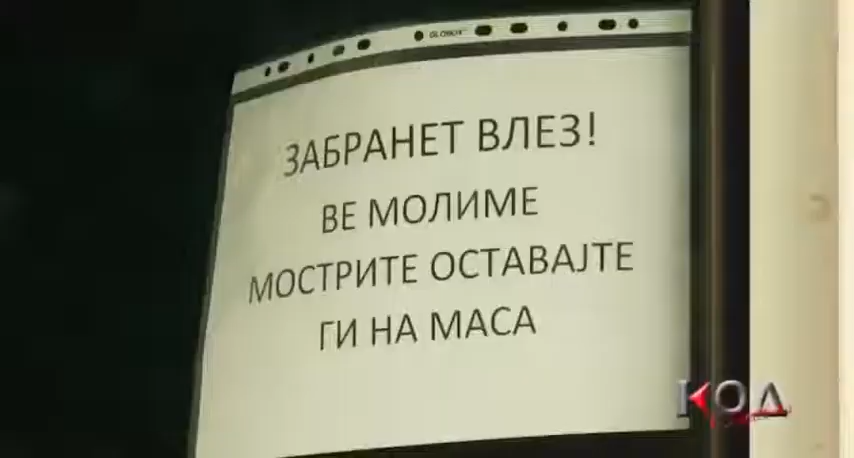 ЗАБРАНЕТ ВЛЕЗ!
ВЕ МОЛИМЕ
МОСТРИТЕ ОСТАВАЈТЕ
ГИ НА МАСА
КОД